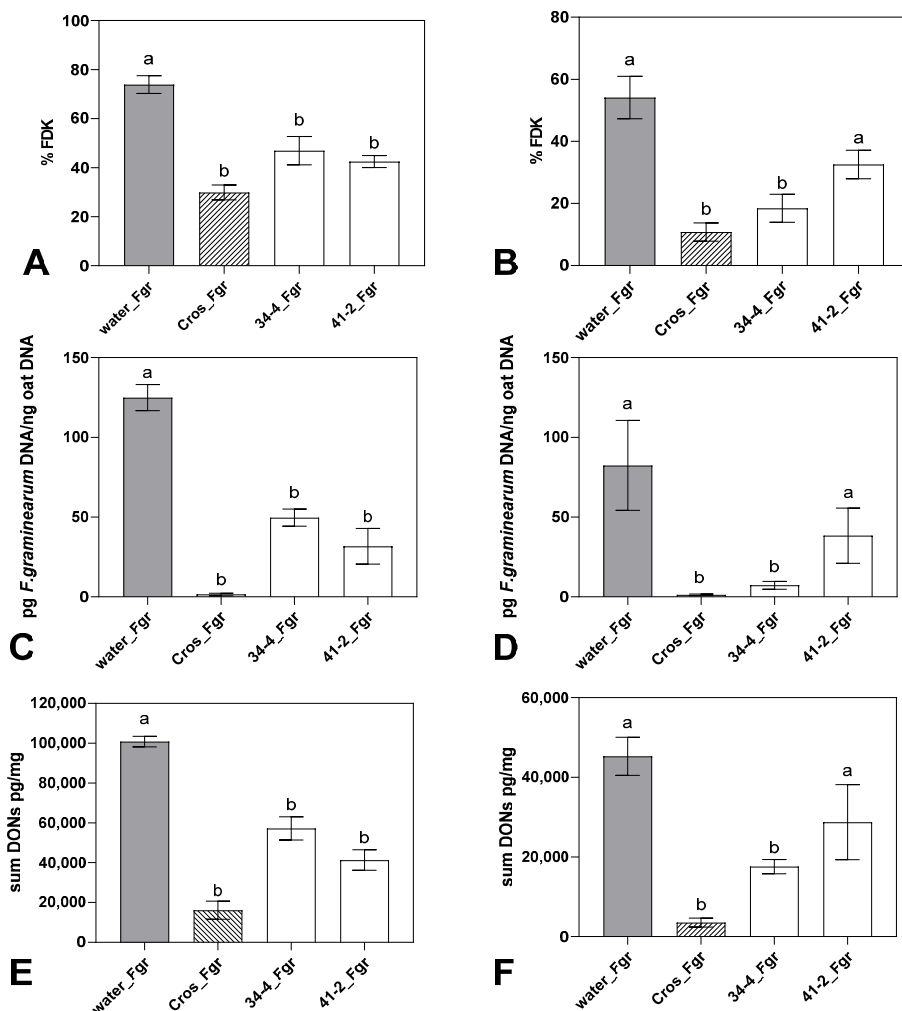 100
80
60
40
20
0
% FDK
a
b
b
b
A
water_Fgr
Cros_Fgr
34-4_Fgr
41-2_Fgr
80
60
40
20
0
% FDK
a
b
b
a
B
water_Fgr
Cros_Fgr
34-4_Fgr
41-2_Fgr
150
100
50
0
pg F.graminearum DNA/ng oat DNA
a
b
b
b
C
water_Fgr
Cros_Fgr
34-4_Fgr
41-2_Fgr
150
100
50
0
pg F.graminearum DNA/ng oat DNA
a
b
b
a
D
water_Fgr
Cros_Fgr
34-4_Fgr
41-2_Fgr
120,000
100,000
80,000
60,000
40,000
20,000
0
sum DONs pg/mg
a
b
b
b
E
water_Fgr
Cros_Fgr
34-4_Fgr
41-2_Fgr
60,000
40,000
20,000
0
sum DONs pg/mg
a
b
b
a
F
water_Fgr
Cros_Fgr
34-4_Fgr
41-2_Fgr